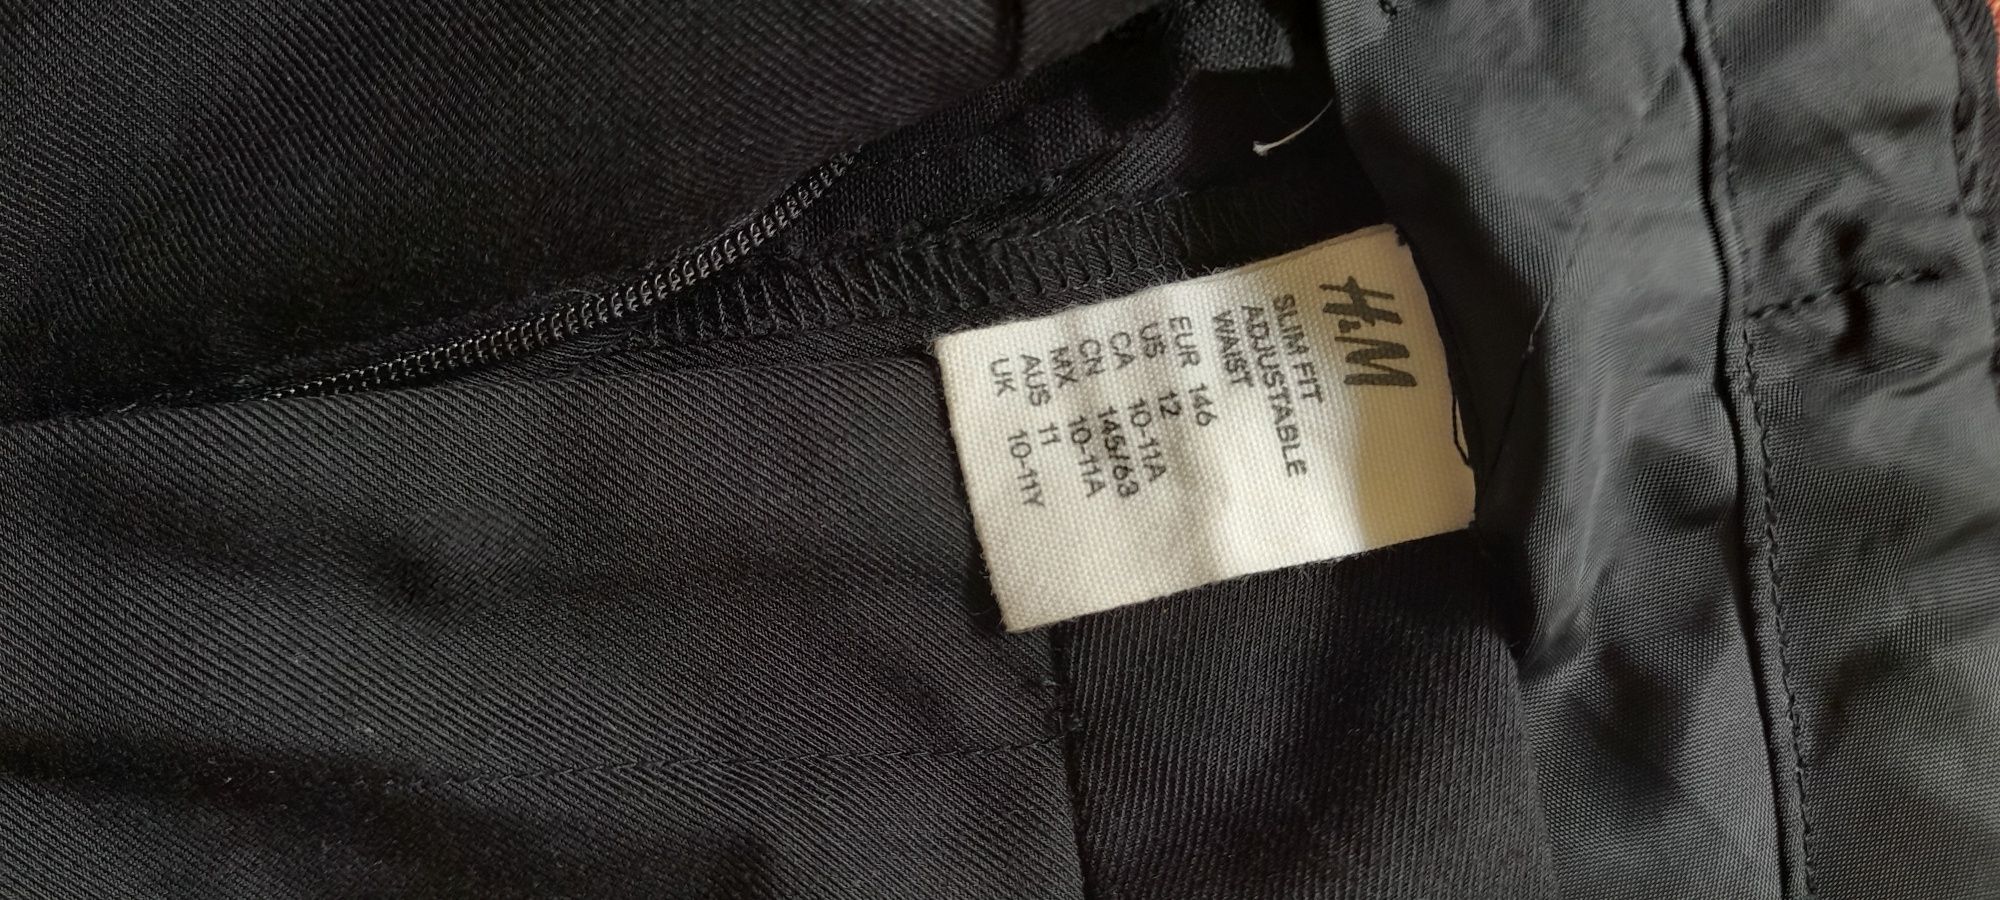 H&M
SLIM FIT
ADJUSTABLE
WAIST
EUR 146
US 12
CA 10-11A
CN 145/63
MX 10-11A
AUS 11
UK 10-11Y